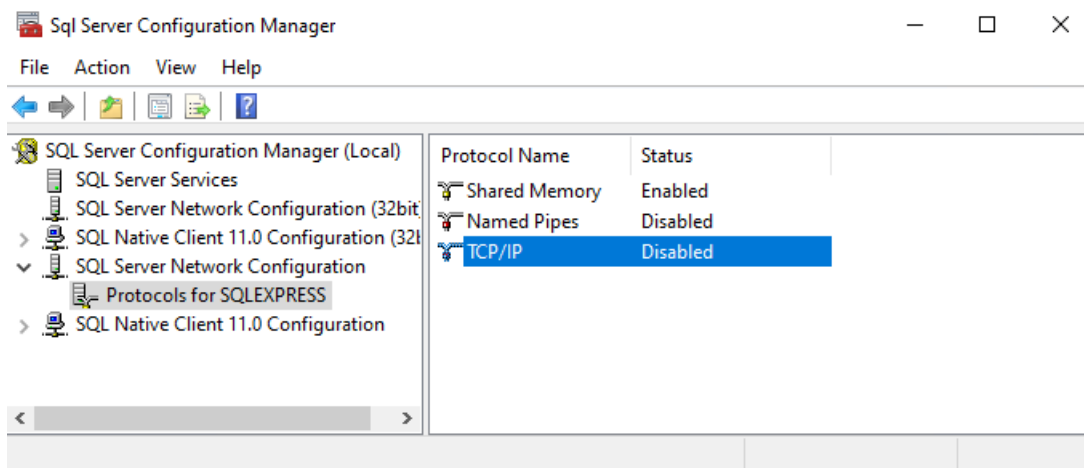 Sql Server Configuration Manager
File Action View Help
SQL Server Configuration Manager (Local)
SQL Server Services
SQL Server Network Configuration (32bit
SQL Native Client 11.0 Configuration (32b
SQL Server Network Configuration
Protocols for SQLEXPRESS
SQL Native Client 11.0 Configuration
Protocol Name Status
Shared Memory Enabled
Named Pipes Disabled
TCP/IP Disabled